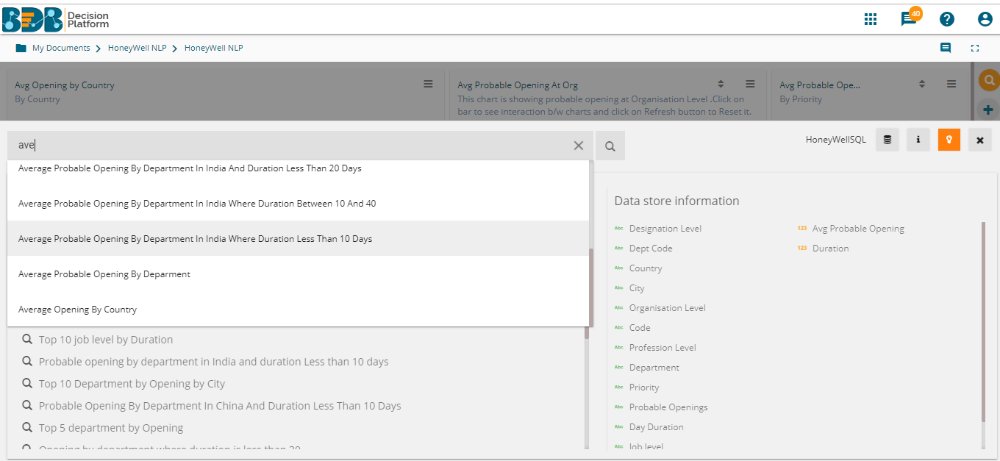 BDB
Decision
Platform
40
My Documents
HoneyWell NLP
HoneyWell NLP
Avg Opening by Country
By Country
Avg Probable Opening At Org
This chart is showing probable opening at Organisation Level .Click on
bar to see interaction b/w charts and click on Refresh button to Reset it.
Avg Probable Ope...
By Priority
ave
HoneyWellSQL
Average Probable Opening By Department In India And Duration Less Than 20 Days
Average Probable Opening By Department In India Where Duration Between 10 And 40
Average Probable Opening By Department In India Where Duration Less Than 10 Days
Average Probable Opening By Deparment
Average Opening By Country
Top 10 job level by Duration
Probable opening by department in India and duration Less than 10 days
Top 10 Department by Opening by City
Probable Opening By Department In China And Duration Less Than 10 Days
Top 5 department by Opening
Opening by department where duration is less than 30
Data store information
Abc Designation Level
Abc Dept Code
Abc Country
Abc City
Abc Organisation Level
Abc Code
Abc Profession Level
Abc Department
Abc Priority
Abc Probable Openings
Abc Day Duration
Abc Job level
123 Avg Probable Opening
123 Duration